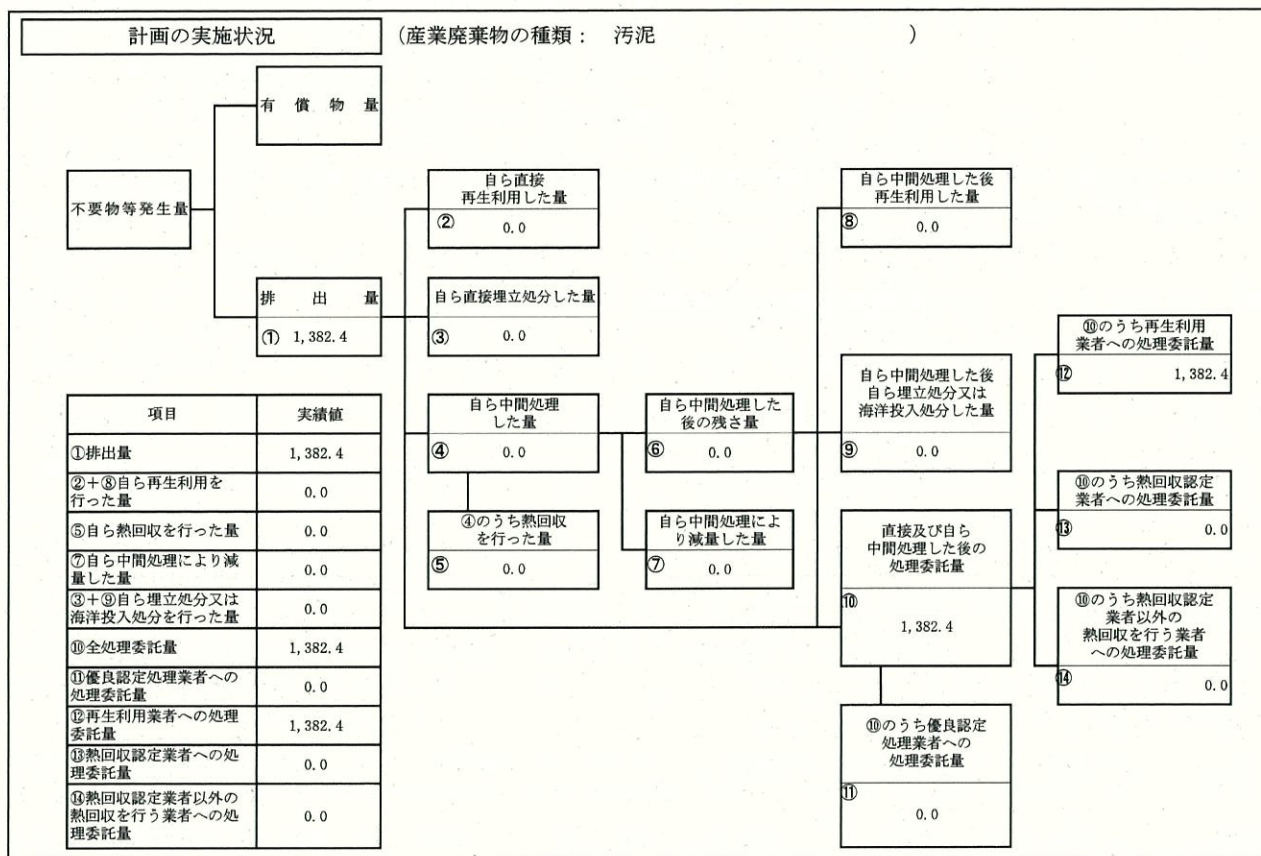 計画の実施状況
（産業廃棄物の種類： 汚泥 ）
有償物量
不要物等発生量
排出量
① 1,382.4
自ら直接
再生利用した量
② 0.0
自ら直接埋立処分した量
③ 0.0
自ら中間処理
した量
④ 0.0
④のうち熱回収
を行った量
⑤ 0.0
自ら中間処理した
後の残さ量
⑥ 0.0
自ら中間処理によ
り減量した量
⑦ 0.0
自ら中間処理した後
再生利用した量
⑧ 0.0
自ら中間処理した後
自ら埋立処分又は
海洋投入処分した量
⑨ 0.0
直接及び自ら
中間処理した後の
処理委託量
⑩
1,382.4
⑩のうち優良認定
処理業者への
処理委託量
⑪
0.0
⑩のうち再生利用
業者への処理委託量
⑫ 1,382.4
⑩のうち熱回収認定
業者への処理委託量
⑬ 0.0
⑩のうち熱回収認定
業者以外の
熱回収を行う業者
への処理委託量
⑭ 0.0
項目 実績値
①排出量 1,382.4
②＋⑧自ら再生利用を
行った量 0.0
⑤自ら熱回収を行った量 0.0
⑦自ら中間処理により減
量した量 0.0
③＋⑨自ら埋立処分又は
海洋投入処分を行った量 0.0
⑩全処理委託量 1,382.4
⑪優良認定処理業者への
処理委託量 0.0
⑫再生利用業者への処理
委託量 1,382.4
⑬熱回収認定業者への処
理委託量 0.0
⑭熱回収認定業者以外の
熱回収を行う業者への処
理委託量 0.0